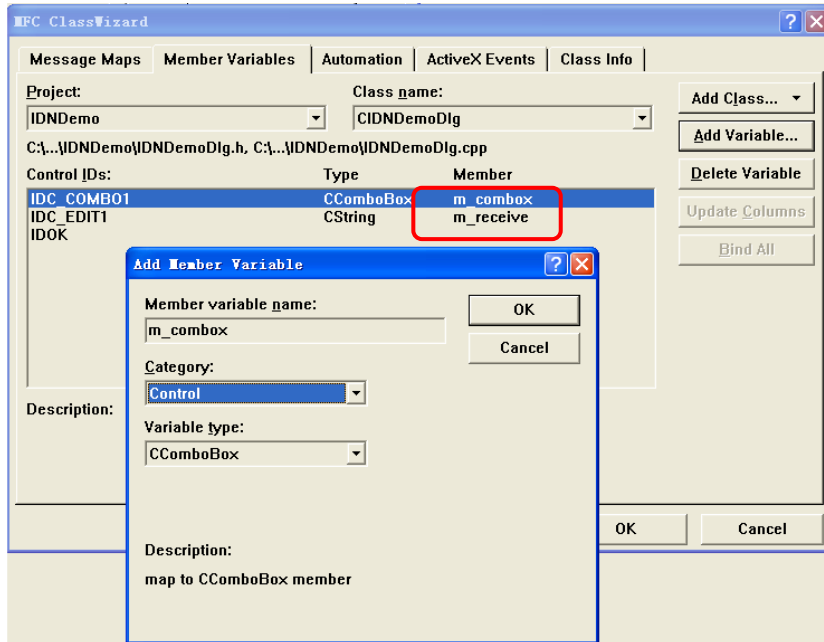 MFC ClassWizard
Message Maps Member Variables Automation ActiveX Events Class Info
Project: Class name:
IDNDemo CIDNDemoDlg
Add Class...
Add Variable...
C:\...\IDNDemo\IDNDemoDlg.h, C:\...\IDNDemo\IDNDemoDlg.cpp
Control IDs: Type Member
Delete Variable
IDC_COMBO1 CComboBox m_combox
IDC_EDIT1 CString m_receive
Update Columns
IDOK
Bind All
Add Member Variable
Member variable name:
OK
m_combox
Cancel
Category:
Control
Description:
Variable type:
CComboBox
OK Cancel
Description:
map to CComboBox member